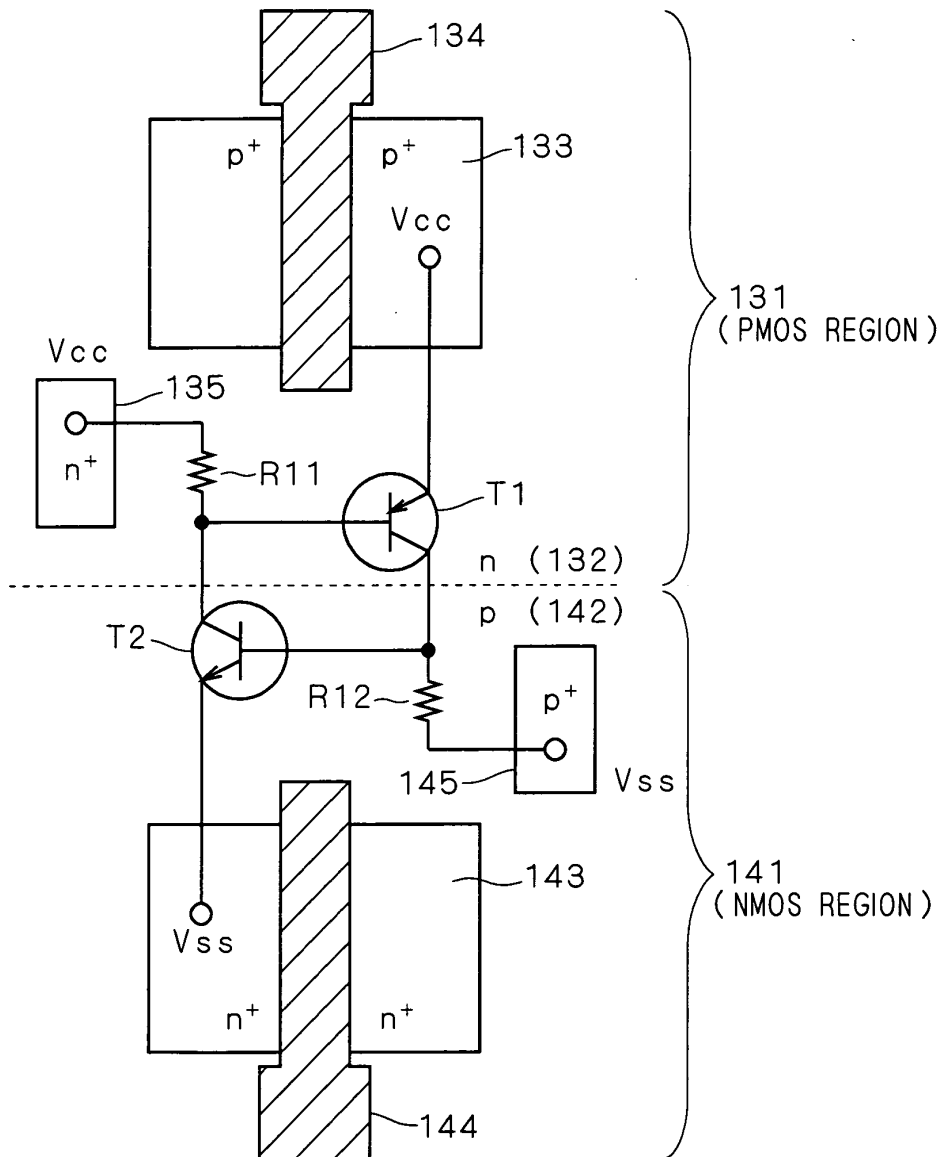 134
p+
p+
133
Vcc
131
(PMOS REGION)
Vcc
135
n+
R11
T1
n (132)
p (142)
T2
R12
p+
145
Vss
143
141
(NMOS REGION)
Vss
n+
n+
144